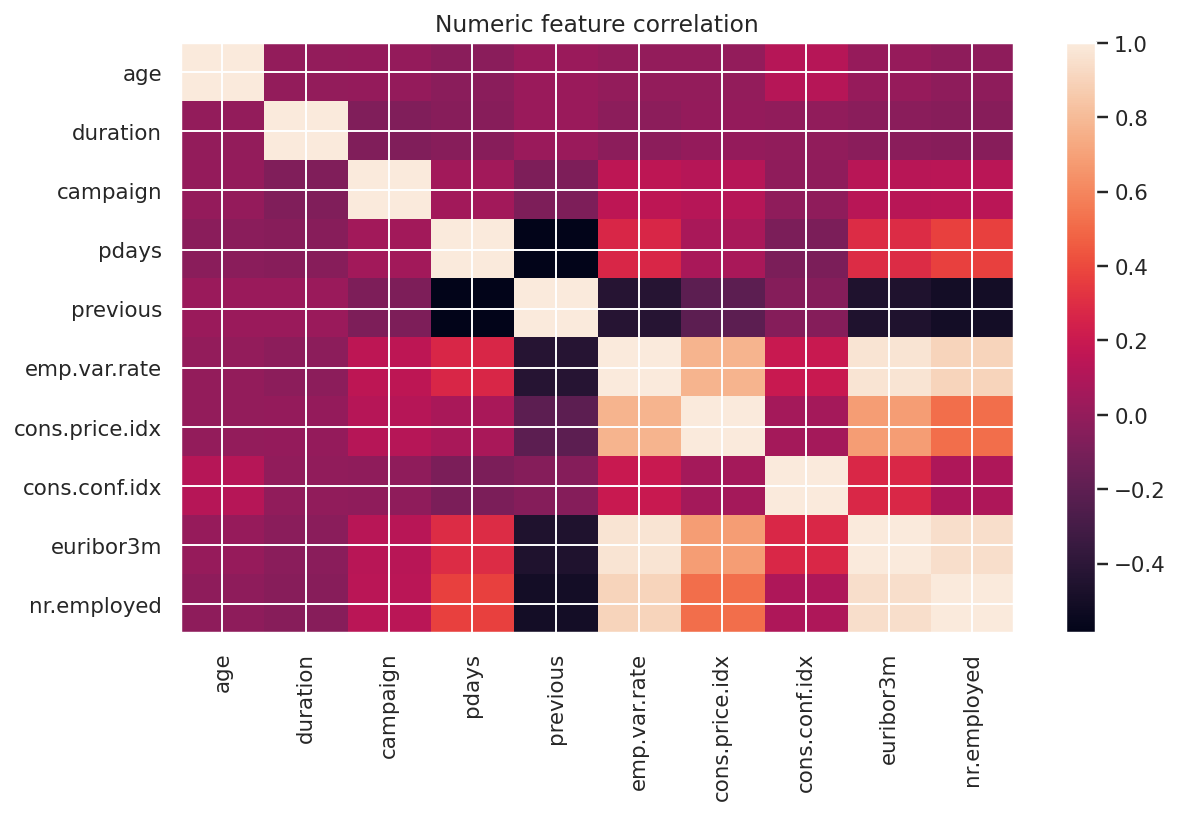 Numeric feature correlation
age
duration
campaign
pdays
previous
emp.var.rate
cons.price.idx
cons.conf.idx
euribor3m
nr.employed
age
duration
campaign
pdays
previous
emp.var.rate
cons.price.idx
cons.conf.idx
euribor3m
nr.employed
1.0
0.8
0.6
0.4
0.2
0.0
−0.2
−0.4